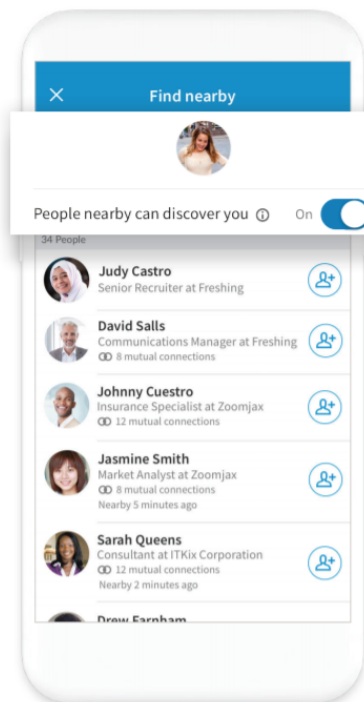 Find nearby
People nearby can discover you
On
34 People
Judy Castro
Senior Recruiter at Freshing
David Salls
Communications Manager at Freshing
8 mutual connections
Johnny Cuestro
Insurance Specialist at Zoomjax
12 mutual connections
Jasmine Smith
Market Analyst at Zoomjax
8 mutual connections
Nearby 5 minutes ago
Sarah Queens
Consultant at ITKix Corporation
12 mutual connections
Nearby 2 minutes ago
Drew Farnham